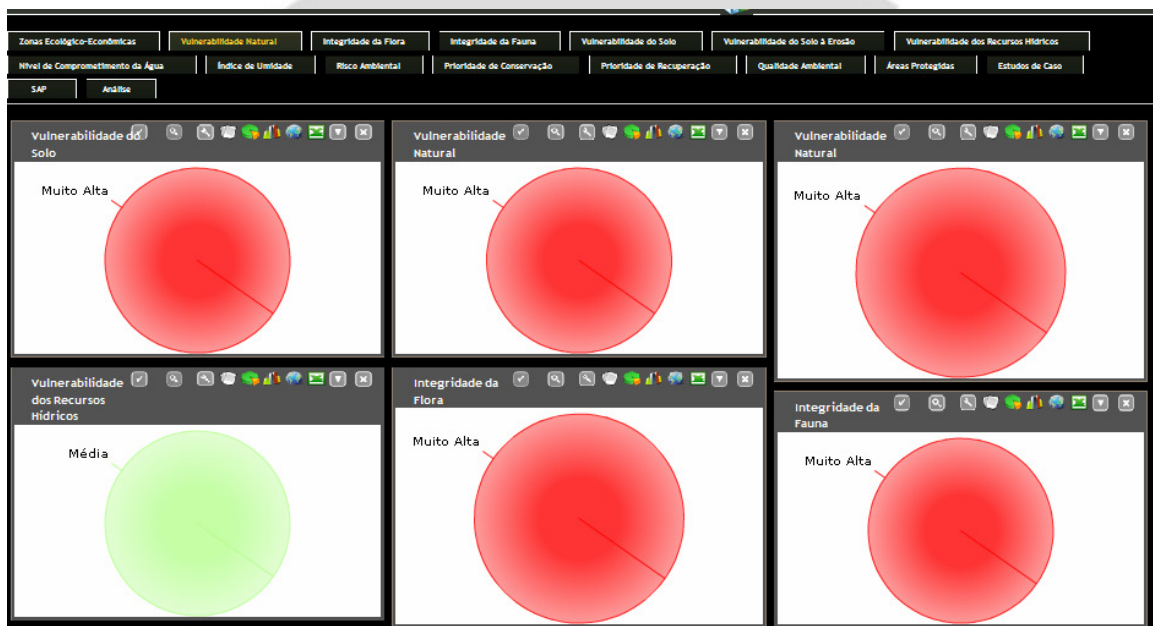 Zonas Ecológico-Econômicas
Vulnerabilidade Natural
Integridade da Flora
Integridade da Fauna
Vulnerabilidade do Solo
Vulnerabilidade do Solo à Erosão
Vulnerabilidade dos Recursos Hídricos
Nível de Comprometimento da Água
Índice de Umidade
Risco Ambiental
Prioridade de Conservação
Prioridade de Recuperação
Qualidade Ambiental
Áreas Protegidas
Estudos de Caso
SAP
Análise
Vulnerabilidade do
Solo
Muito Alta
Vulnerabilidade
Natural
Muito Alta
Vulnerabilidade
Natural
Muito Alta
Vulnerabilidade
dos Recursos
Hídricos
Média
Integridade da
Flora
Muito Alta
Integridade da
Fauna
Muito Alta